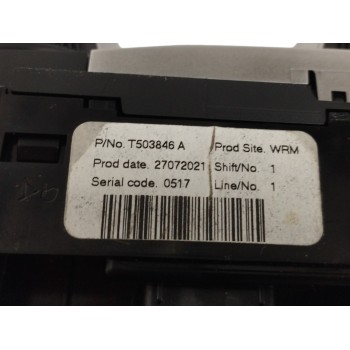 P/No. T503846 A Prod Site. WRM
Prod date. 27072021 Shift/No. 1
Serial code. 0517 Line/No. 1